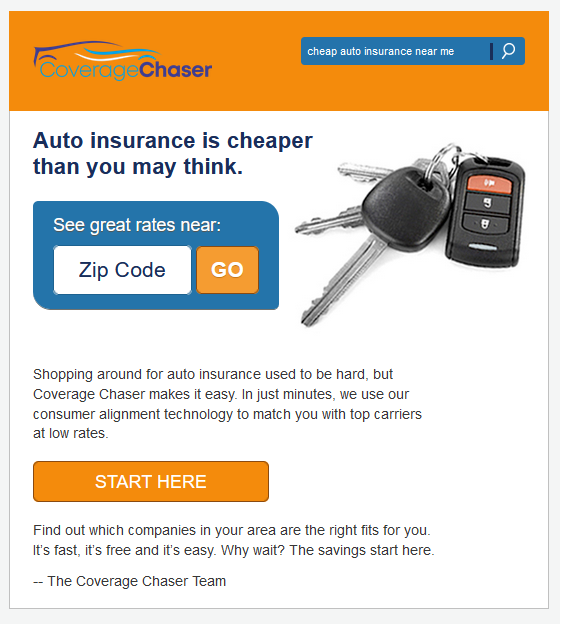 CoverageChaser
cheap auto insurance near me
Auto insurance is cheaper
than you may think.
See great rates near:
Zip Code
GO
Shopping around for auto insurance used to be hard, but
Coverage Chaser makes it easy. In just minutes, we use our
consumer alignment technology to match you with top carriers
at low rates.
START HERE
Find out which companies in your area are the right fits for you.
It’s fast, it’s free and it’s easy. Why wait? The savings start here.
-- The Coverage Chaser Team